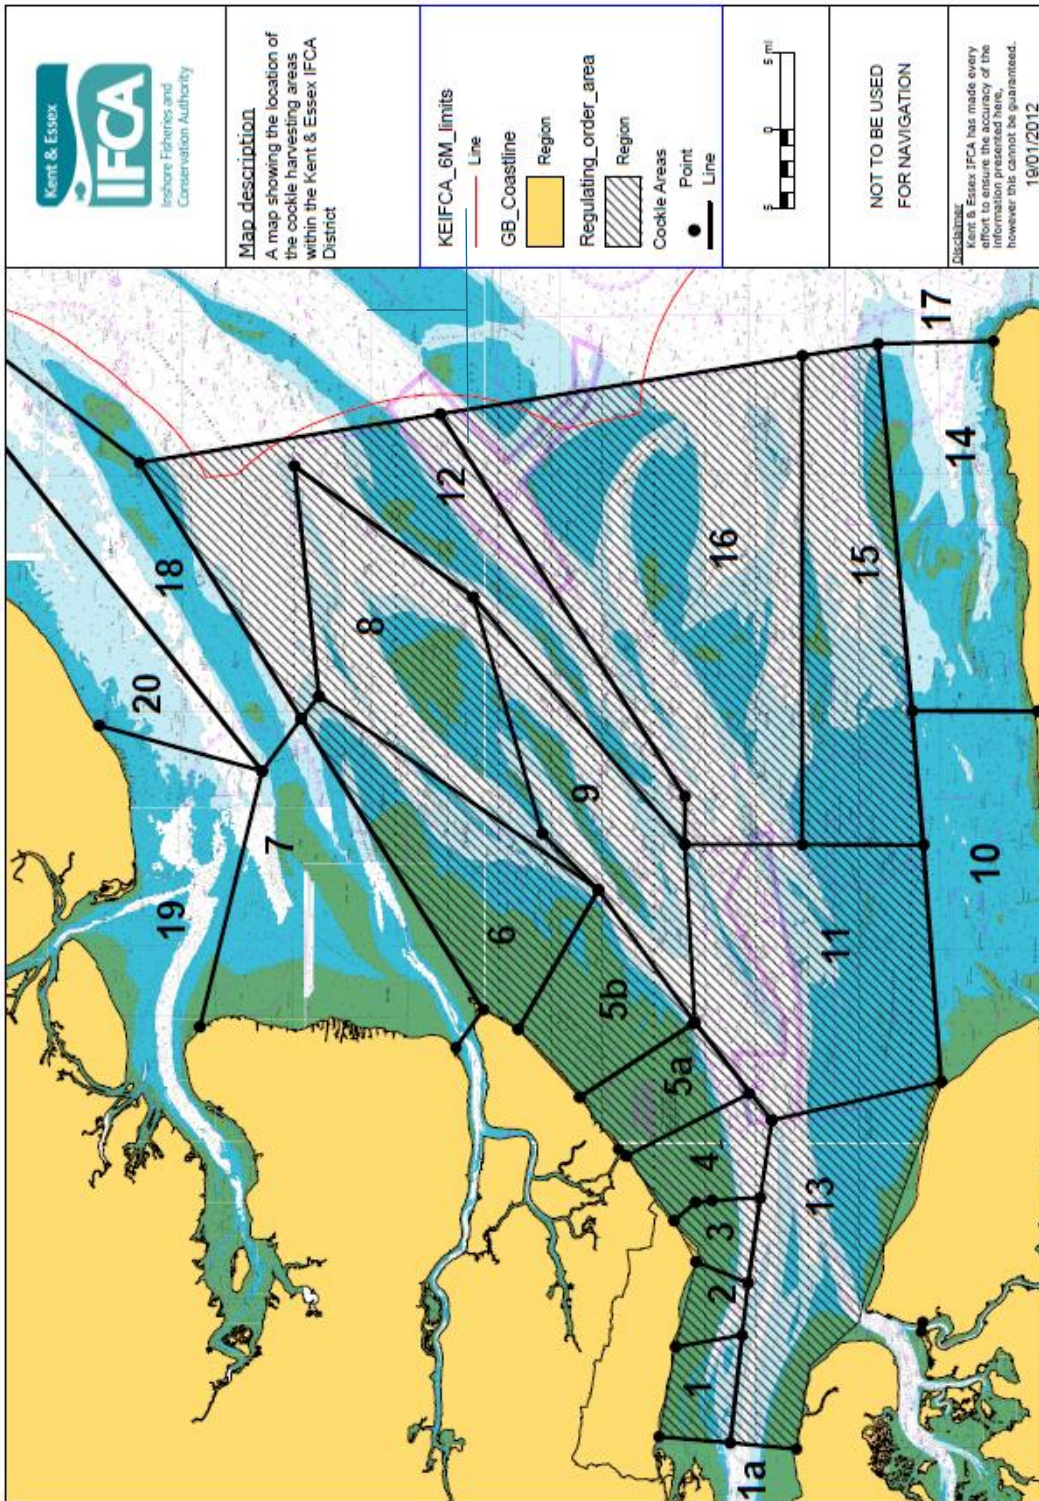 Kent & Essex
IFCA
Inshore Fisheries and
Conservation Authority
Map description
A map showing the location of
the cockle harvesting areas
within the Kent & Essex IFCA
District
KEIFCA_6M_limits
Line
GB_Coastline
Region
Regulating_order_area
Region
Cockle Areas
Point
Line
5
0
5 ml
NOT TO BE USED
FOR NAVIGATION
Disclaimer
Kent & Essex IFCA has made every
effort to ensure the accuracy of the
information presented here,
however this cannot be guaranteed.
19/01/2012
20
18
19
7
8
12
6
9
5b
5a
16
4
3
2
1
1a
13
11
15
10
14
17